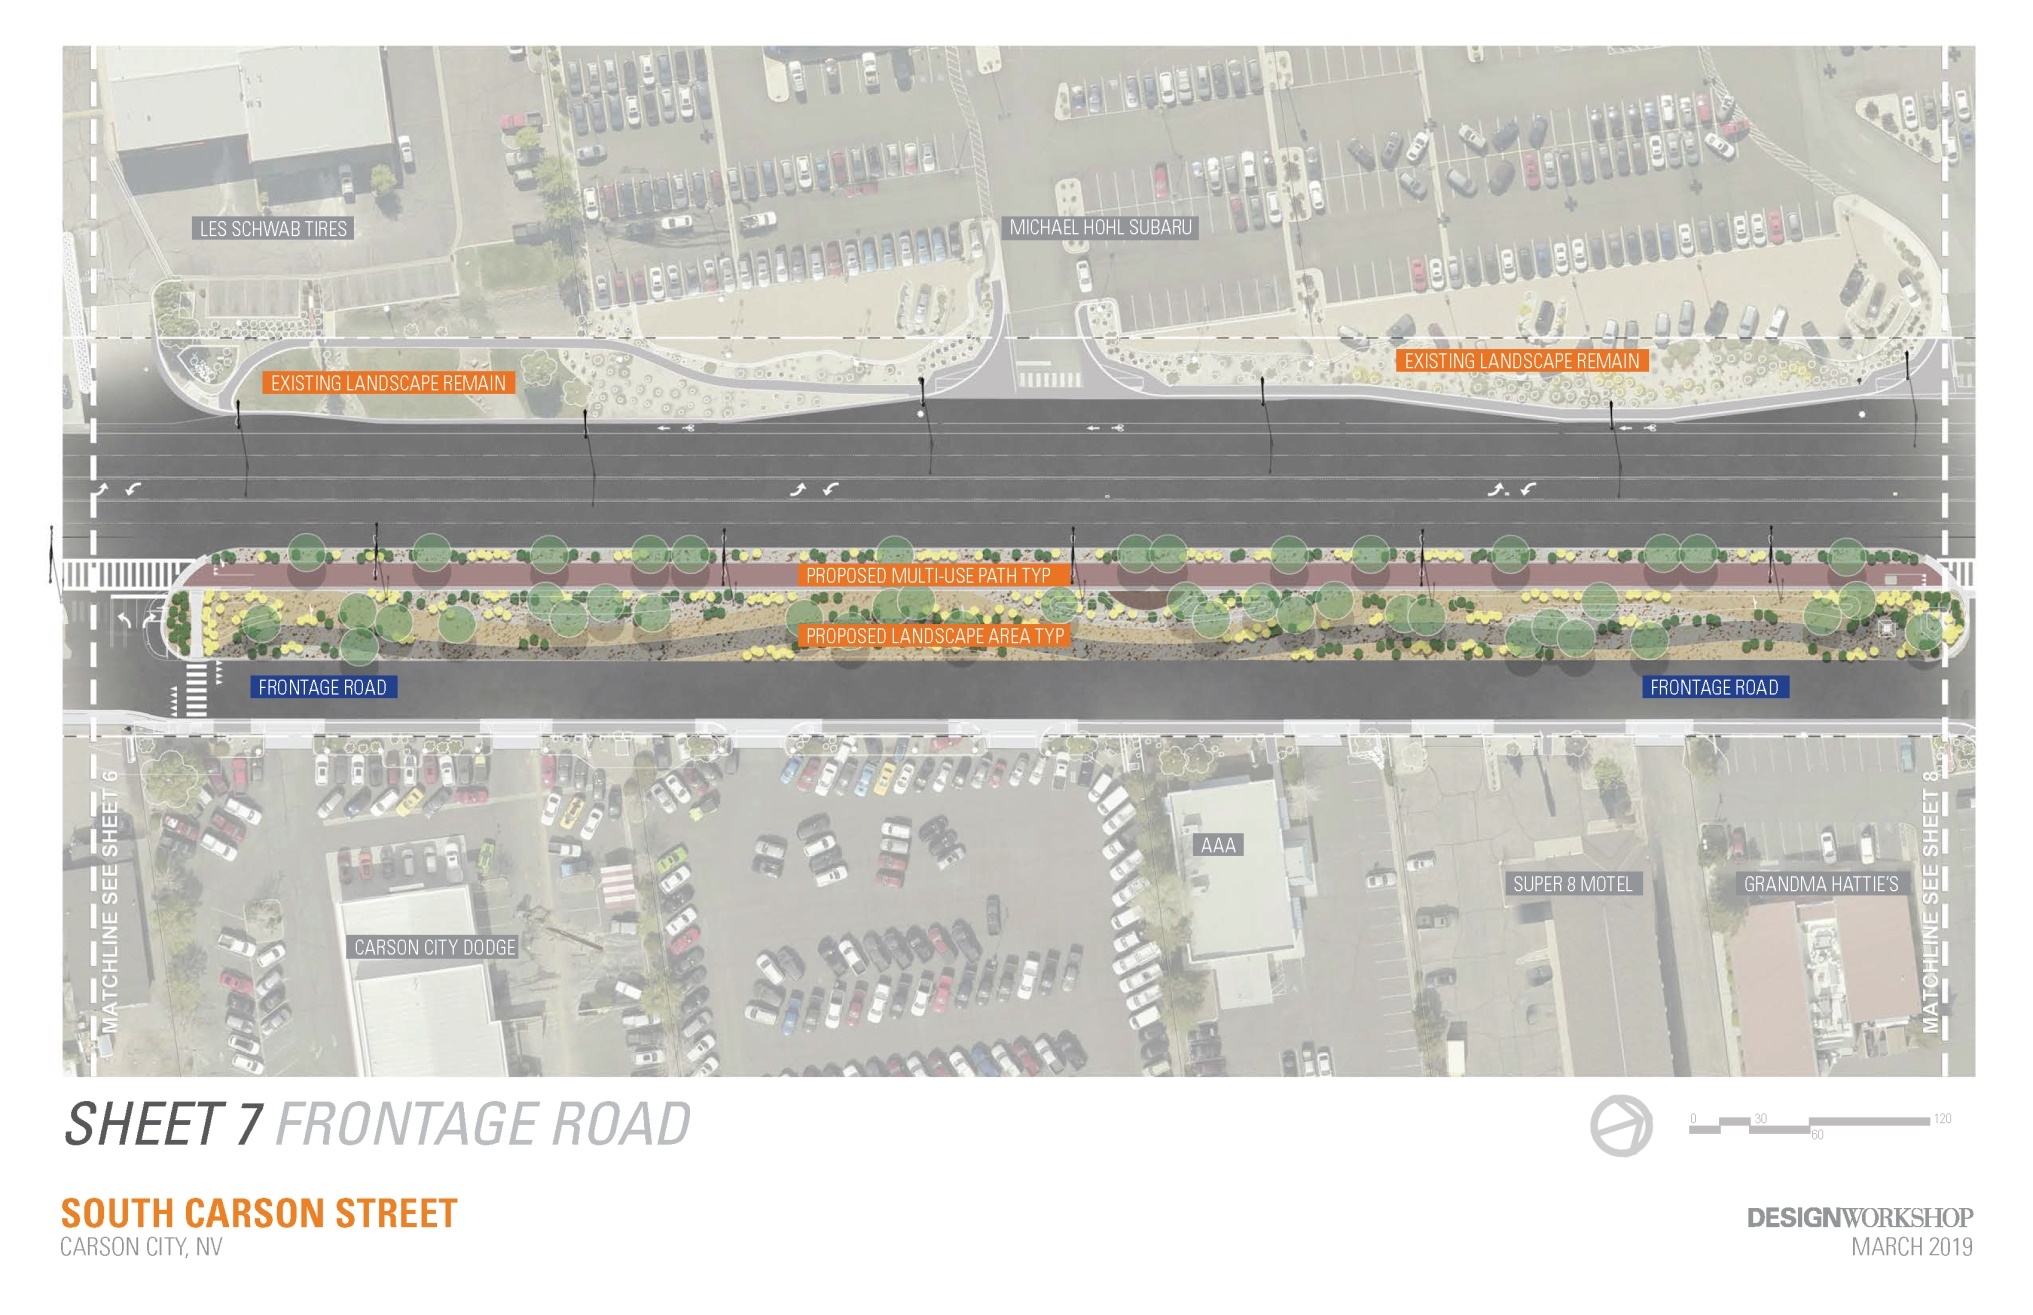 LES SCHWAB TIRES
MICHAEL HOHL SUBARU
EXISTING LANDSCAPE REMAIN
EXISTING LANDSCAPE REMAIN
PROPOSED MULTI-USE PATH TYP
PROPOSED LANDSCAPE AREA TYP
FRONTAGE ROAD
FRONTAGE ROAD
MATCHLINE SEE SHEET 6
MATCHLINE SEE SHEET 8
AAA
SUPER 8 MOTEL
GRANDMA HATTIE'S
CARSON CITY DODGE
SHEET 7 FRONTAGE ROAD
0 30 60 120
SOUTH CARSON STREET
CARSON CITY, NV
DESIGNWORKSHOP
MARCH 2019